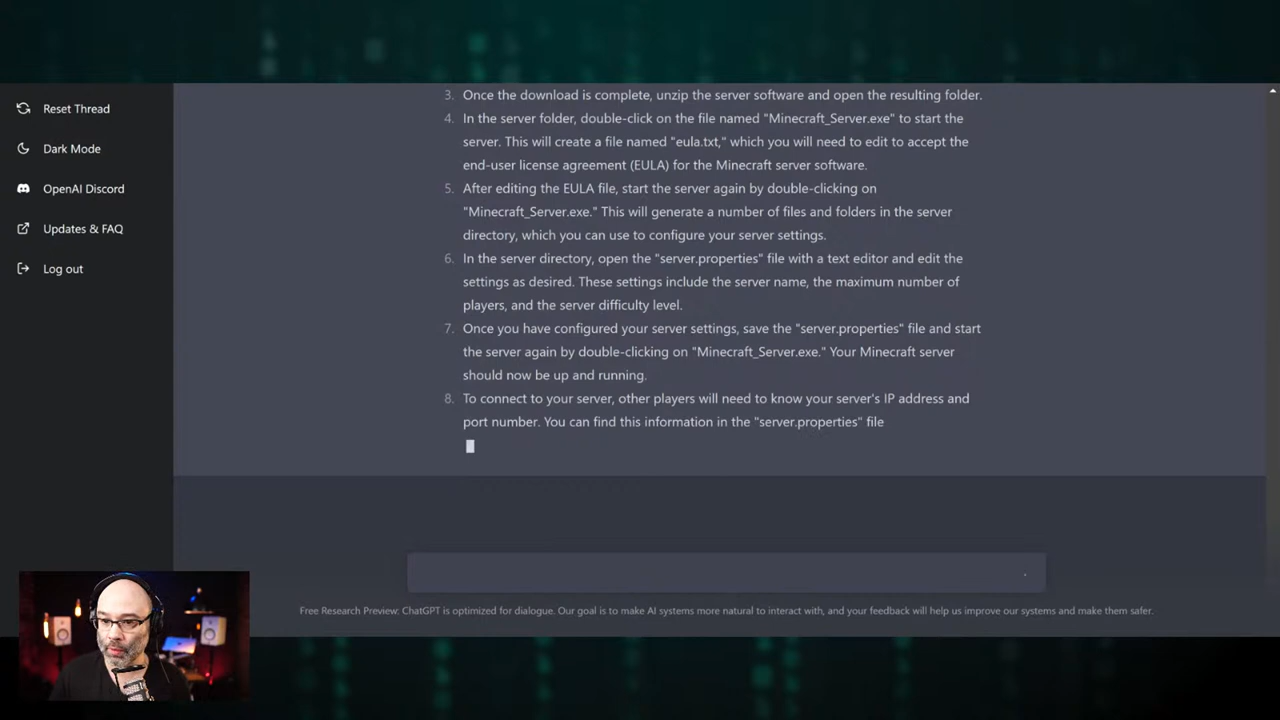 Reset Thread
Dark Mode
OpenAI Discord
Updates & FAQ
Log out
3. Once the download is complete, unzip the server software and open the resulting folder.
4. In the server folder, double-click on the file named "Minecraft_Server.exe" to start the
server. This will create a file named "eula.txt," which you will need to edit to accept the
end-user license agreement (EULA) for the Minecraft server software.
5. After editing the EULA file, start the server again by double-clicking on
"Minecraft_Server.exe." This will generate a number of files and folders in the server
directory, which you can use to configure your server settings.
6. In the server directory, open the "server.properties" file with a text editor and edit the
settings as desired. These settings include the server name, the maximum number of
players, and the server difficulty level.
7. Once you have configured your server settings, save the "server.properties" file and start
the server again by double-clicking on "Minecraft_Server.exe." Your Minecraft server
should now be up and running.
8. To connect to your server, other players will need to know your server's IP address and
port number. You can find this information in the "server.properties" file
Free Research Preview: ChatGPT is optimized for dialogue. Our goal is to make AI systems more natural to interact with, and your feedback will help us improve our systems and make them safer.